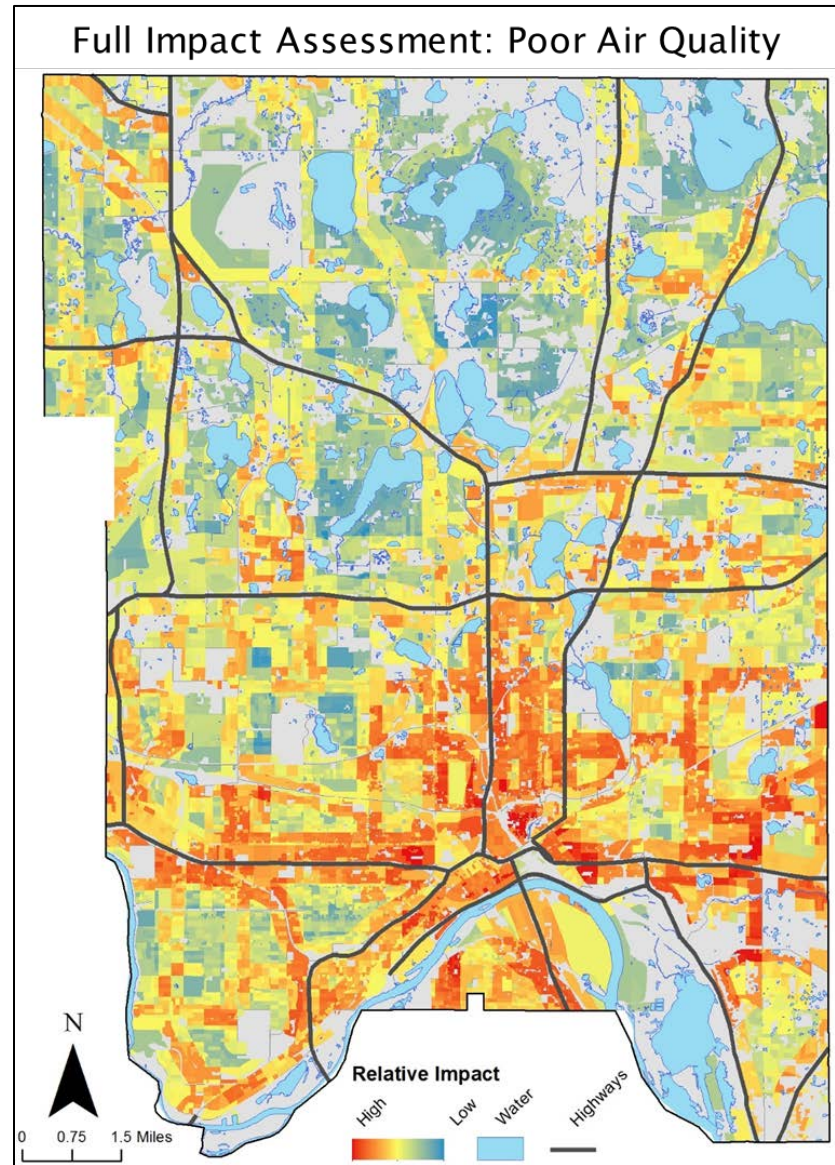 Full Impact Assessment: Poor Air Quality
N
0 0.75 1.5 Miles
Relative Impact
High Low Water Highways